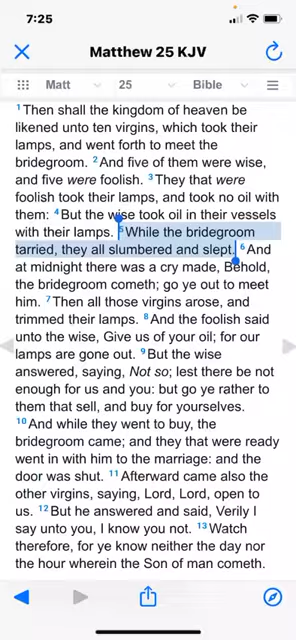 7:25
Matthew 25 KJV
Matt 25 Bible
1 Then shall the kingdom of heaven be
likened unto ten virgins, which took their
lamps, and went forth to meet the
bridegroom. 2 And five of them were wise,
and five were foolish. 3 They that were
foolish took their lamps, and took no oil with
them: 4 But the wise took oil in their vessels
with their lamps. 5 While the bridegroom
tarried, they all slumbered and slept. 6 And
at midnight there was a cry made, Behold,
the bridegroom cometh; go ye out to meet
him. 7 Then all those virgins arose, and
trimmed their lamps. 8 And the foolish said
unto the wise, Give us of your oil; for our
lamps are gone out. 9 But the wise
answered, saying, Not so; lest there be not
enough for us and you: but go ye rather to
them that sell, and buy for yourselves.
10 And while they went to buy, the
bridegroom came; and they that were ready
went in with him to the marriage: and the
door was shut. 11 Afterward came also the
other virgins, saying, Lord, Lord, open to
us. 12 But he answered and said, Verily I
say unto you, I know you not. 13 Watch
therefore, for ye know neither the day nor
the hour wherein the Son of man cometh.